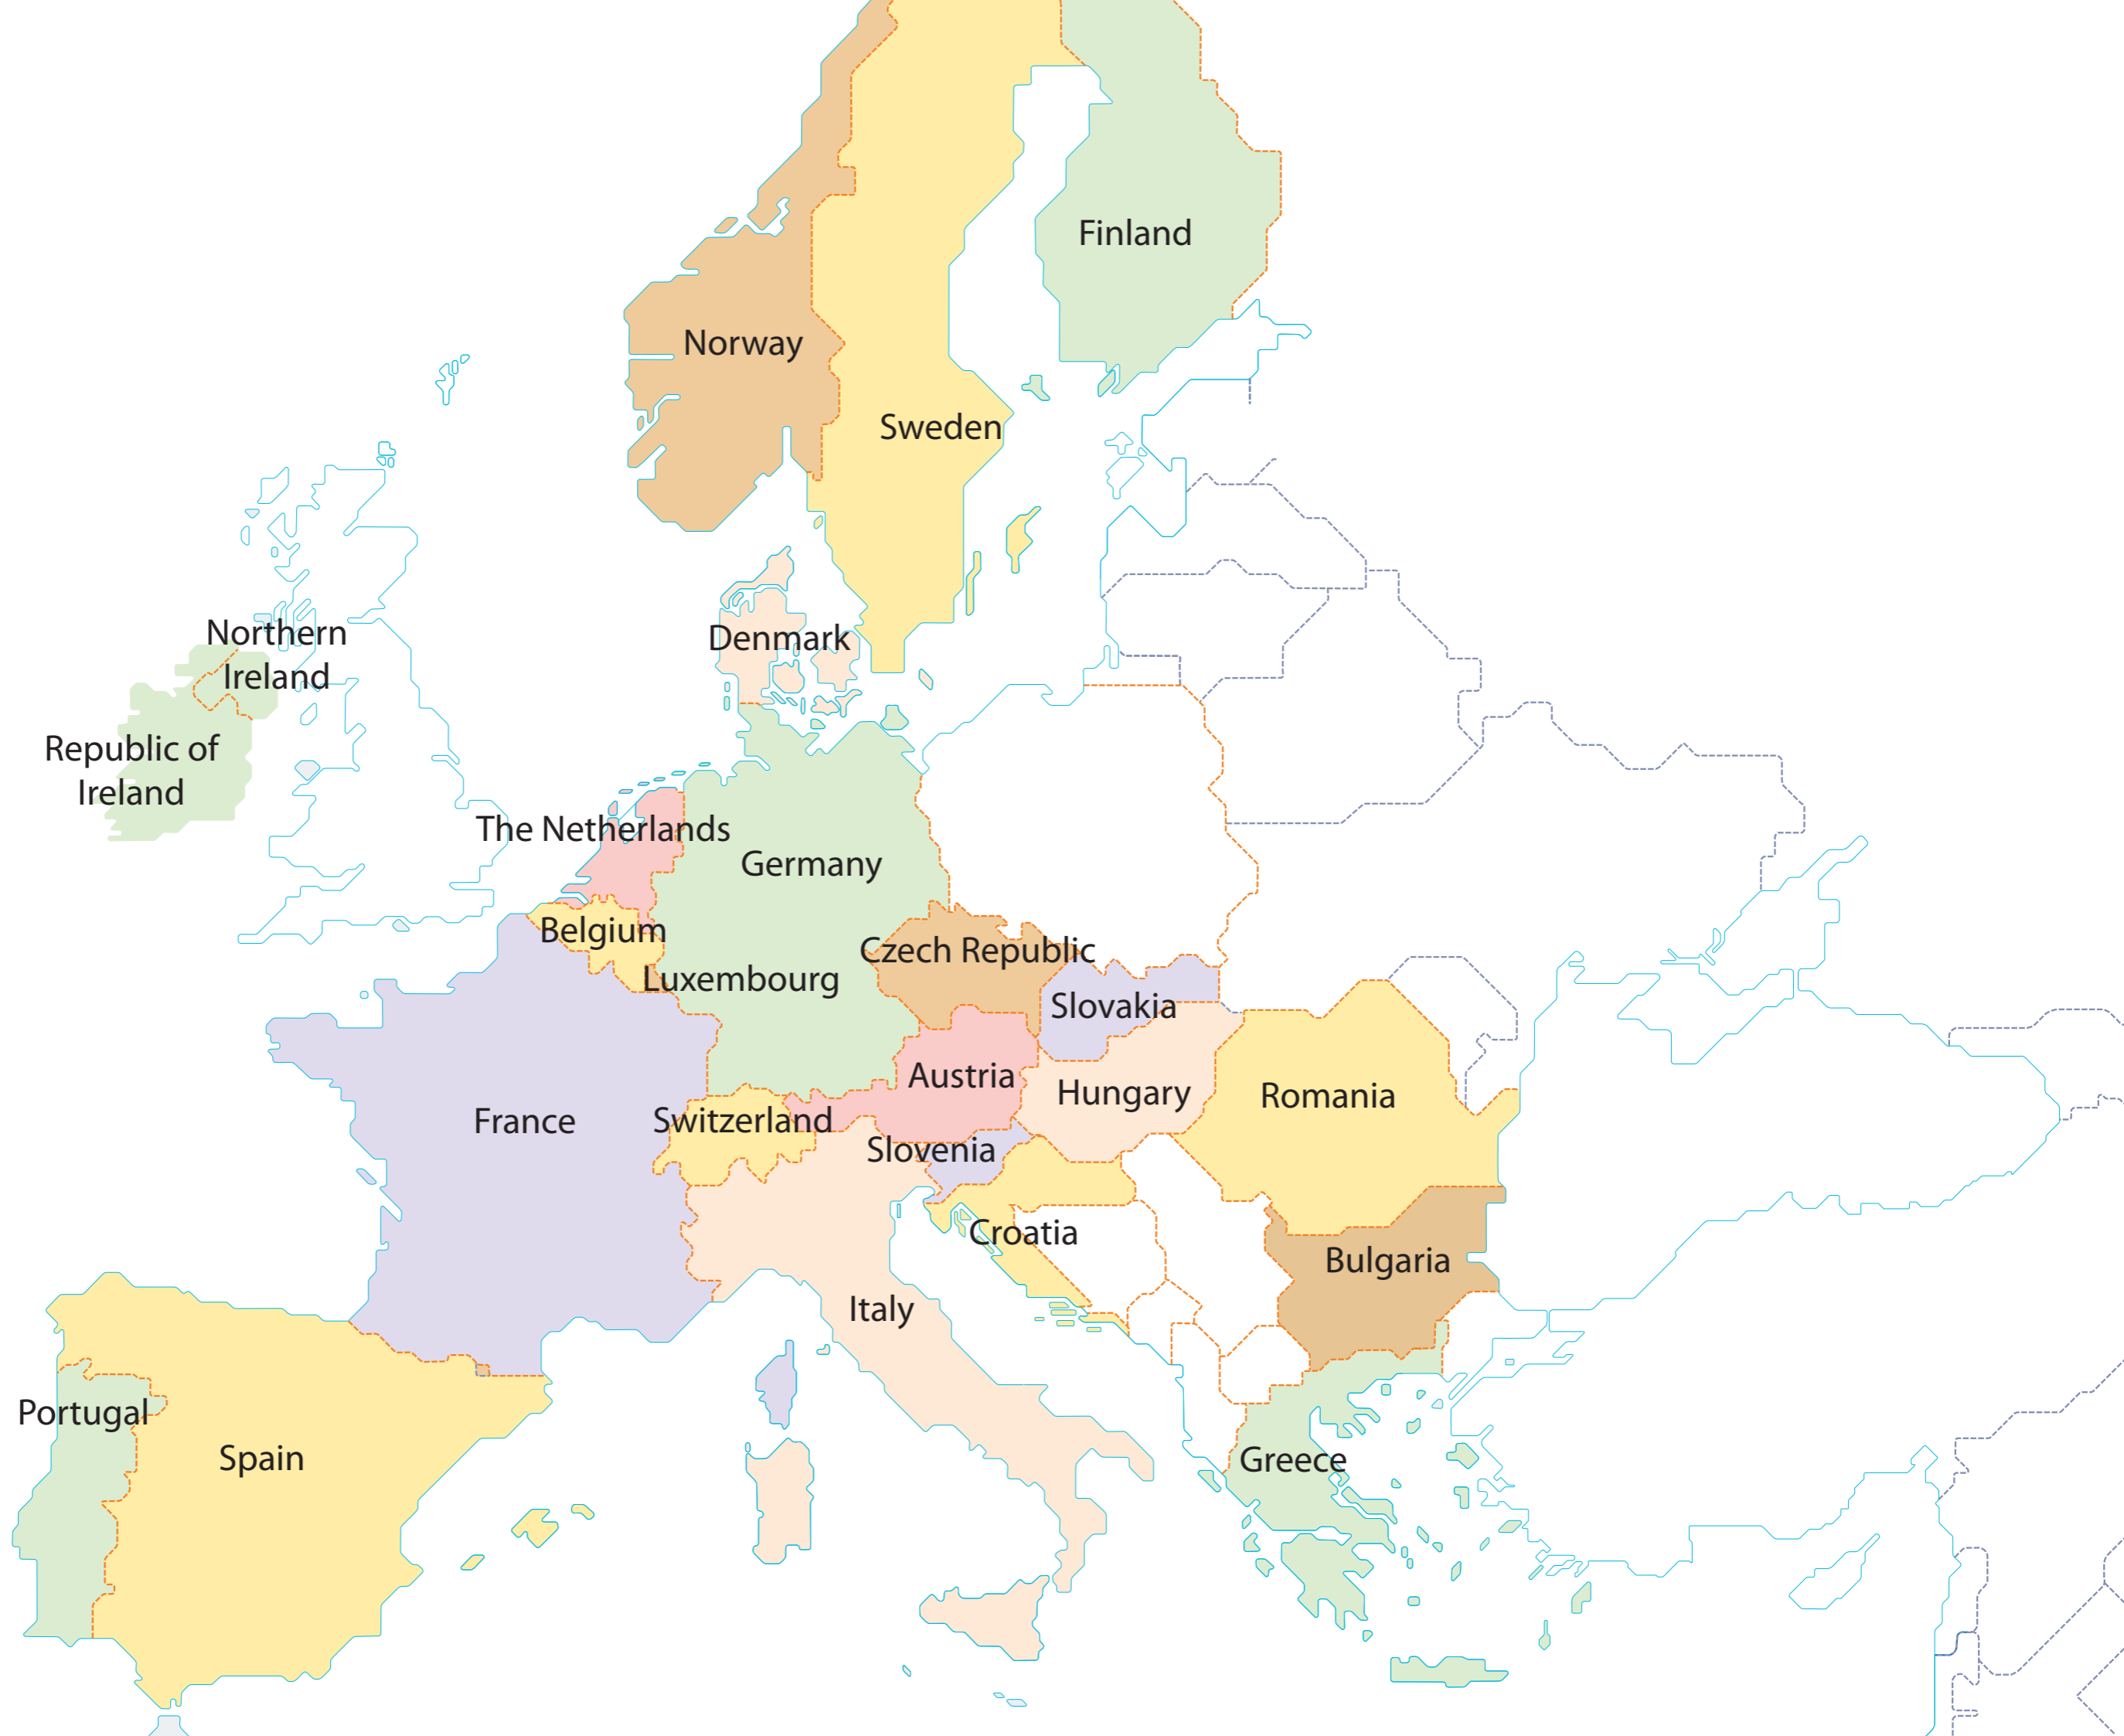 Finland
Norway
Sweden
Northern
Ireland
Denmark
Republic of
Ireland
The Netherlands
Germany
Belgium
Czech Republic
Luxembourg
Slovakia
Austria
Hungary
Romania
France
Switzerland
Slovenia
Croatia
Bulgaria
Italy
Portugal
Spain
Greece